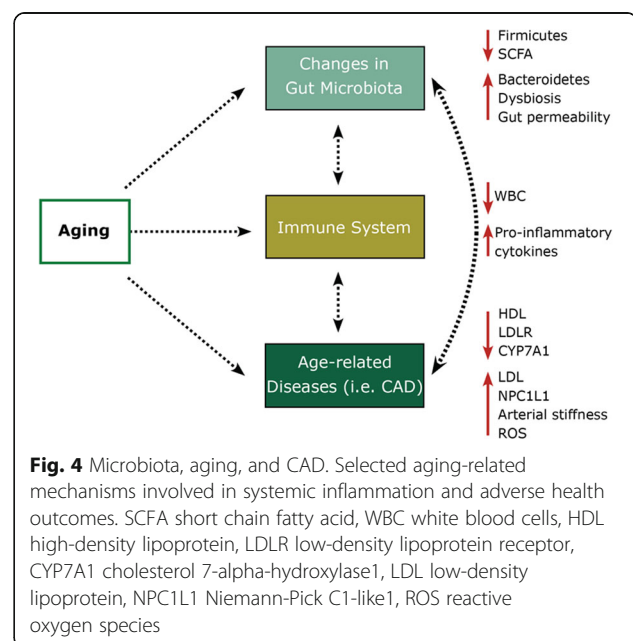 Changes in
Gut Microbiota
Firmicutes
SCFA
Bacteroidetes
Dysbiosis
Gut permeability
Aging
Immune System
WBC
Pro-inflammatory
cytokines
Age-related
Diseases (i.e. CAD)
HDL
LDLR
CYP7A1
LDL
NPC1L1
Arterial stiffness
ROS
Fig. 4 Microbiota, aging, and CAD. Selected aging-related
mechanisms involved in systemic inflammation and adverse health
outcomes. SCFA short chain fatty acid, WBC white blood cells, HDL
high-density lipoprotein, LDLR low-density lipoprotein receptor,
CYP7A1 cholesterol 7-alpha-hydroxylase1, LDL low-density
lipoprotein, NPC1L1 Niemann-Pick C1-like1, ROS reactive
oxygen species